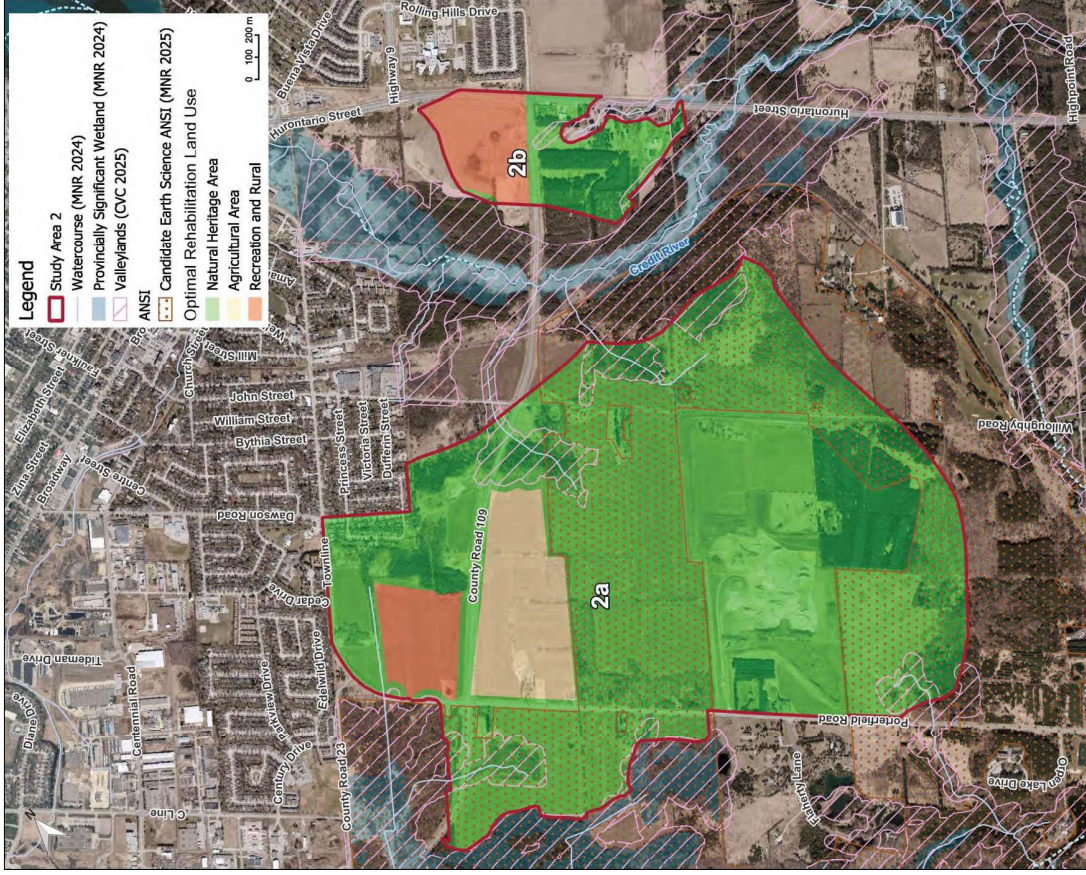 Legend
Study Area 2
Watercourse (MNR 2024)
Provincially Significant Wetland (MNR 2024)
Valleylands (CVC 2025)
ANSI
Candidate Earth Science ANSI (MNR 2025)
Optimal Rehabilitation Land Use
Natural Heritage Area
Agricultural Area
Recreation and Rural
0 100 200 m
N
Rolling Hills Drive
Buena Vista Drive
Highway 9
Hurontario Street
Hurontario Street
Highpoint Road
2b
Credit River
Faulkner Street
Elizabeth Street
Zina Street
Broadway
Bro
Church Street
Centre Street
Mill Street
We
Ama
John Street
William Street
Bythia Street
Princess Street
Victoria Street
Dufferin Street
Dawson Road
Townline
Cedar Drive
Edelwild Drive
Parkview Drive
Century Drive
County Road 23
C Line
Centennial Road
Tideman Drive
Diane Drive
County Road 109
2a
Willoughby Road
Porterfield Road
Flaherty Lane
Open Lake Drive